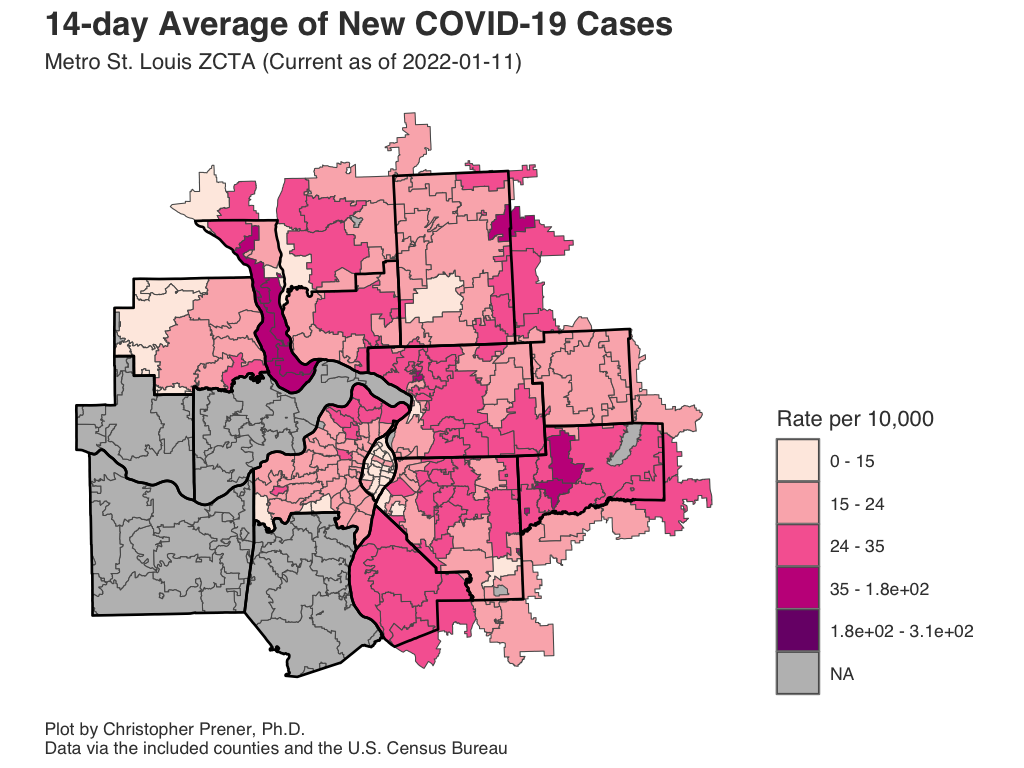 14-day Average of New COVID-19 Cases
Metro St. Louis ZCTA (Current as of 2022-01-11)
Rate per 10,000
0 - 15
15 - 24
24 - 35
35 - 1.8e+02
1.8e+02 - 3.1e+02
NA
Plot by Christopher Prener, Ph.D.
Data via the included counties and the U.S. Census Bureau